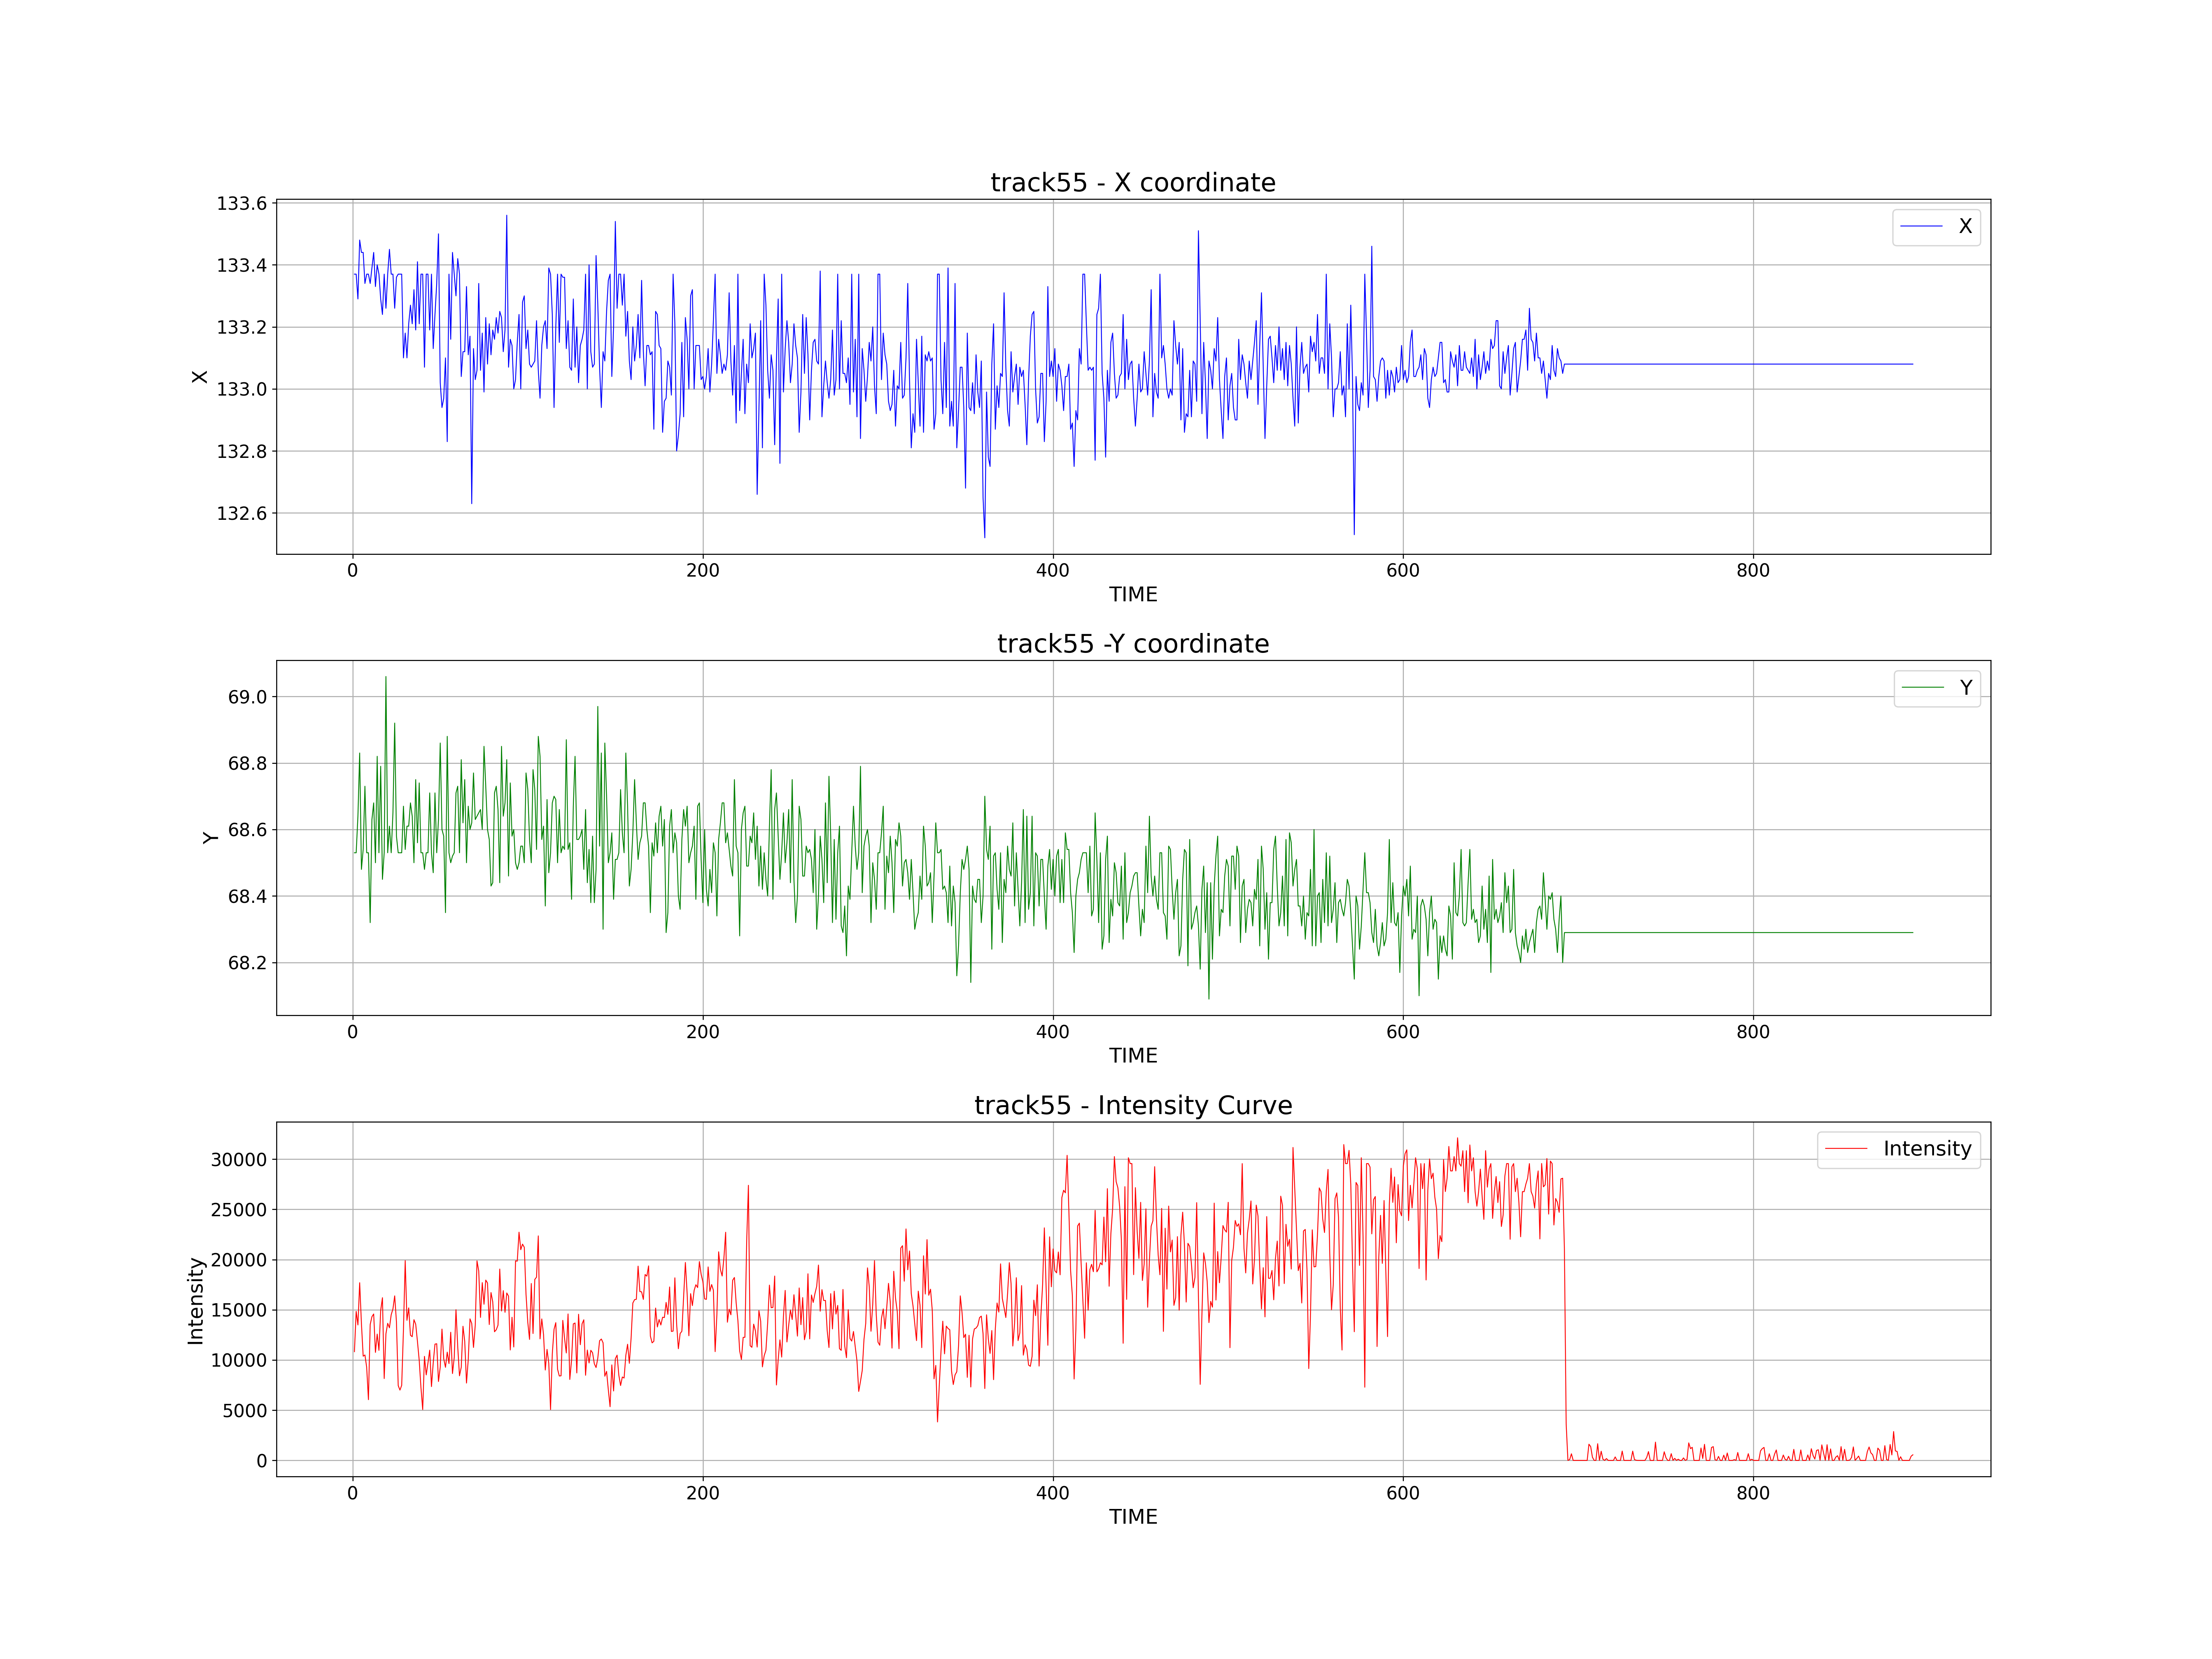 track55 - X coordinate
133.6
133.4
133.2
133.0
132.8
132.6
X
X
0 200 400 600 800
TIME
track55 -Y coordinate
69.0
68.8
68.6
68.4
68.2
Y
Y
0 200 400 600 800
TIME
track55 - Intensity Curve
30000
25000
20000
15000
10000
5000
0
Intensity
Intensity
0 200 400 600 800
TIME